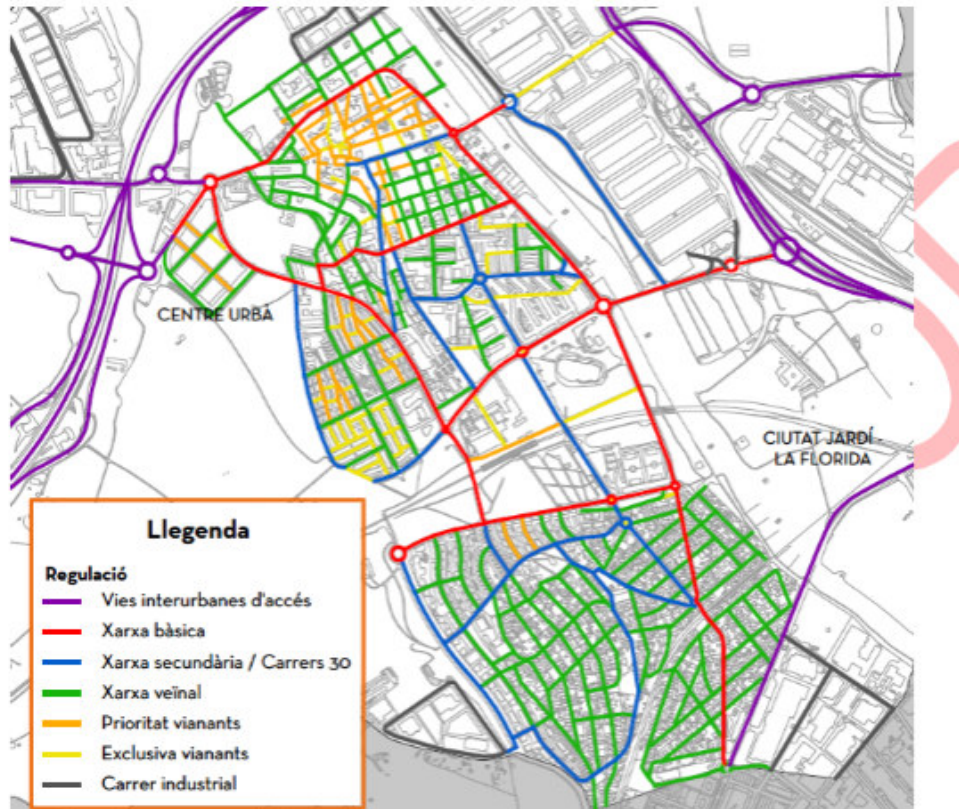 CENTRE URBÀ
CIUTAT JARDÍ -
LA FLORIDA
Llegenda
Regulació
Vies interurbanes d'accés
Xarxa bàsica
Xarxa secundària / Carrers 30
Xarxa veïnal
Prioritat vianants
Exclusiva vianants
Carrer industrial